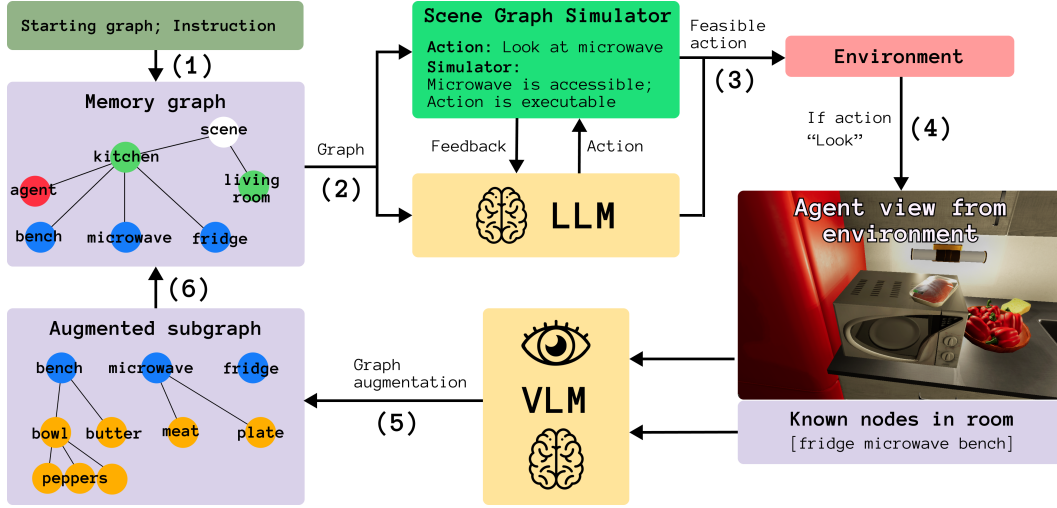 Starting graph; Instruction
(1)
Memory graph
scene
kitchen
agent
living
room
bench
microwave
fridge
Graph
(2)
Scene Graph Simulator
Action: Look at microwave
Simulator:
Microwave is accessible;
Action is executable
Feedback
Action
LLM
Feasible
action
(3)
Environment
If action
“Look”
(4)
Agent view from
environment
Known nodes in room
[fridge microwave bench]
VLM
Graph
augmentation
(5)
Augmented subgraph
bench
microwave
fridge
bowl
butter
meat
plate
peppers
(6)